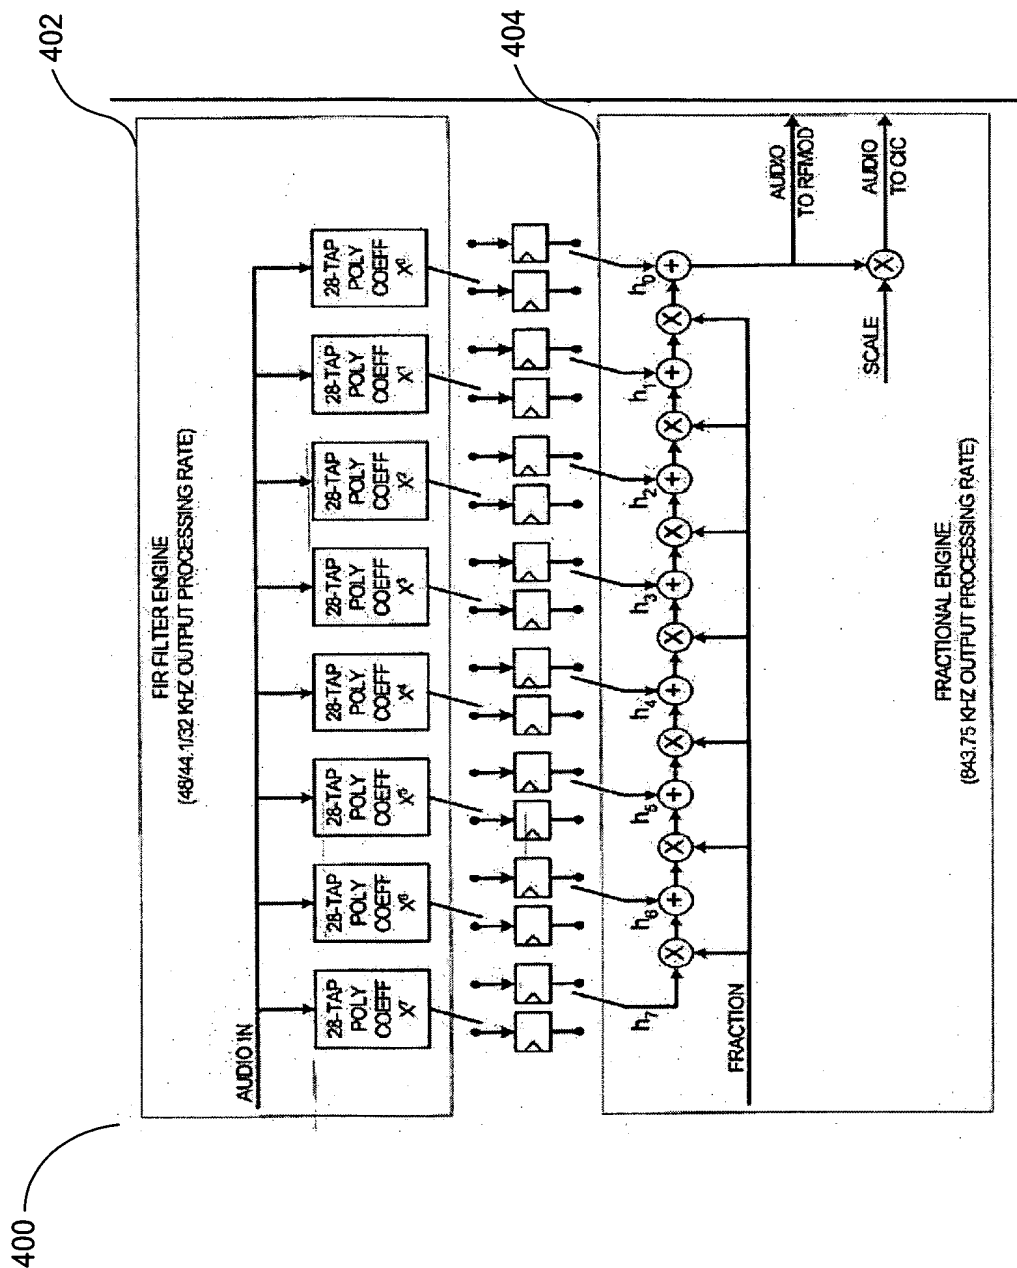 400
402
FIR FILTER ENGINE
(48/44.1/32 KHZ OUTPUT PROCESSING RATE)
AUDIO IN
28-TAP
POLY
COEFF
X⁷
28-TAP
POLY
COEFF
X⁶
28-TAP
POLY
COEFF
X⁵
28-TAP
POLY
COEFF
X⁴
28-TAP
POLY
COEFF
X³
28-TAP
POLY
COEFF
X²
28-TAP
POLY
COEFF
X¹
28-TAP
POLY
COEFF
X⁰
404
h₇
h₆
h₅
h₄
h₃
h₂
h₁
h₀
FRACTION
AUDIO
TO RFMOD
SCALE
AUDIO
TO CIC
FRACTIONAL ENGINE
(843.75 KHZ OUTPUT PROCESSING RATE)